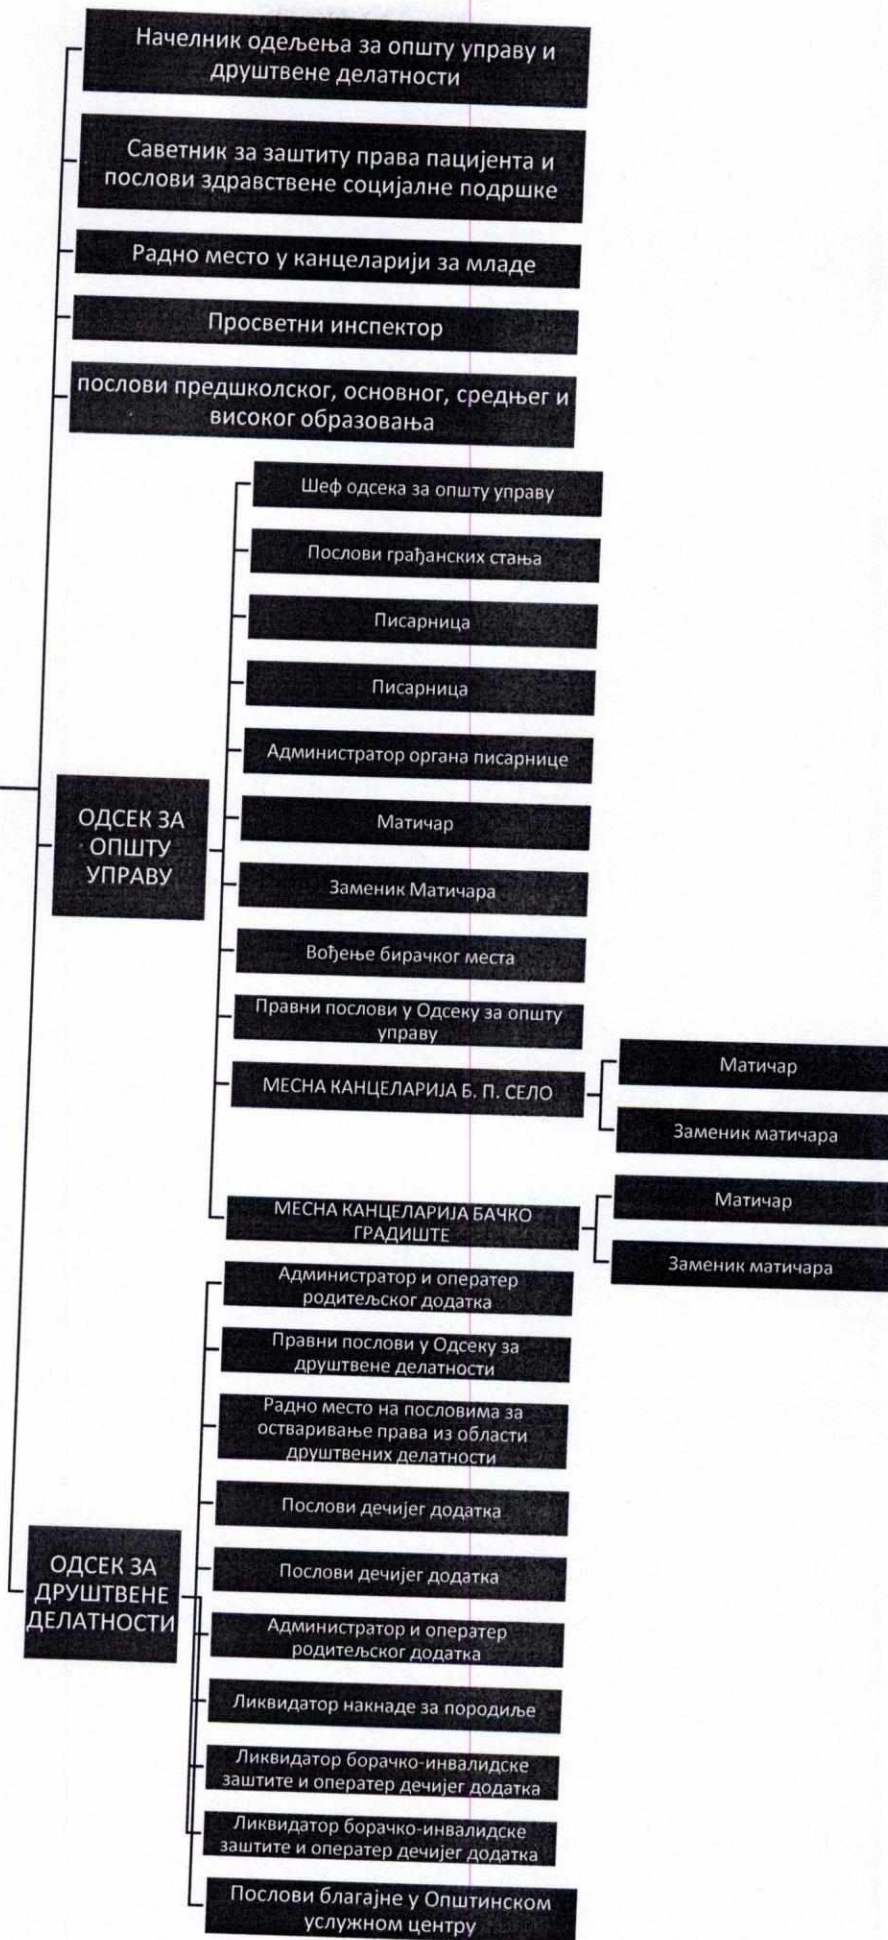 Начелник одељења за општу управу и
друштвене делатности
Саветник за заштиту права пацијента и
послови здравствене социјалне подршке
Радно место у канцеларији за младе
Просветни инспектор
послови предшколског, основног, средњег и
високог образовања
ОДСЕК ЗА
ОПШТУ
УПРАВУ
Шеф одсека за општу управу
Послови грађанских стања
Писарница
Писарница
Администратор органа писарнице
Матичар
Заменик Матичара
Вођење бирачког места
Правни послови у Одсеку за општу
управу
МЕСНА КАНЦЕЛАРИЈА Б. П. СЕЛО
Матичар
Заменик матичара
МЕСНА КАНЦЕЛАРИЈА БАЧКО
ГРАДИШТЕ
Матичар
Заменик матичара
ОДСЕК ЗА
ДРУШТВЕНЕ
ДЕЛАТНОСТИ
Администратор и оператер
родитељског додатка
Правни послови у Одсеку за
друштвене делатности
Радно место на пословима за
остваривање права из области
друштвених делатности
Послови дечијег додатка
Послови дечијег додатка
Администратор и оператер
родитељског додатка
Ликвидатор накнаде за породиље
Ликвидатор борачко-инвалидске
заштите и оператер дечијег додатка
Ликвидатор борачко-инвалидске
заштите и оператер дечијег додатка
Послови благајне у Општинском
услужном центру